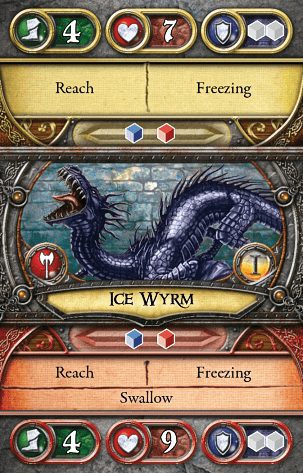 4 7
Reach Freezing
I
ICE WYRM
Reach Freezing
Swallow
4 9